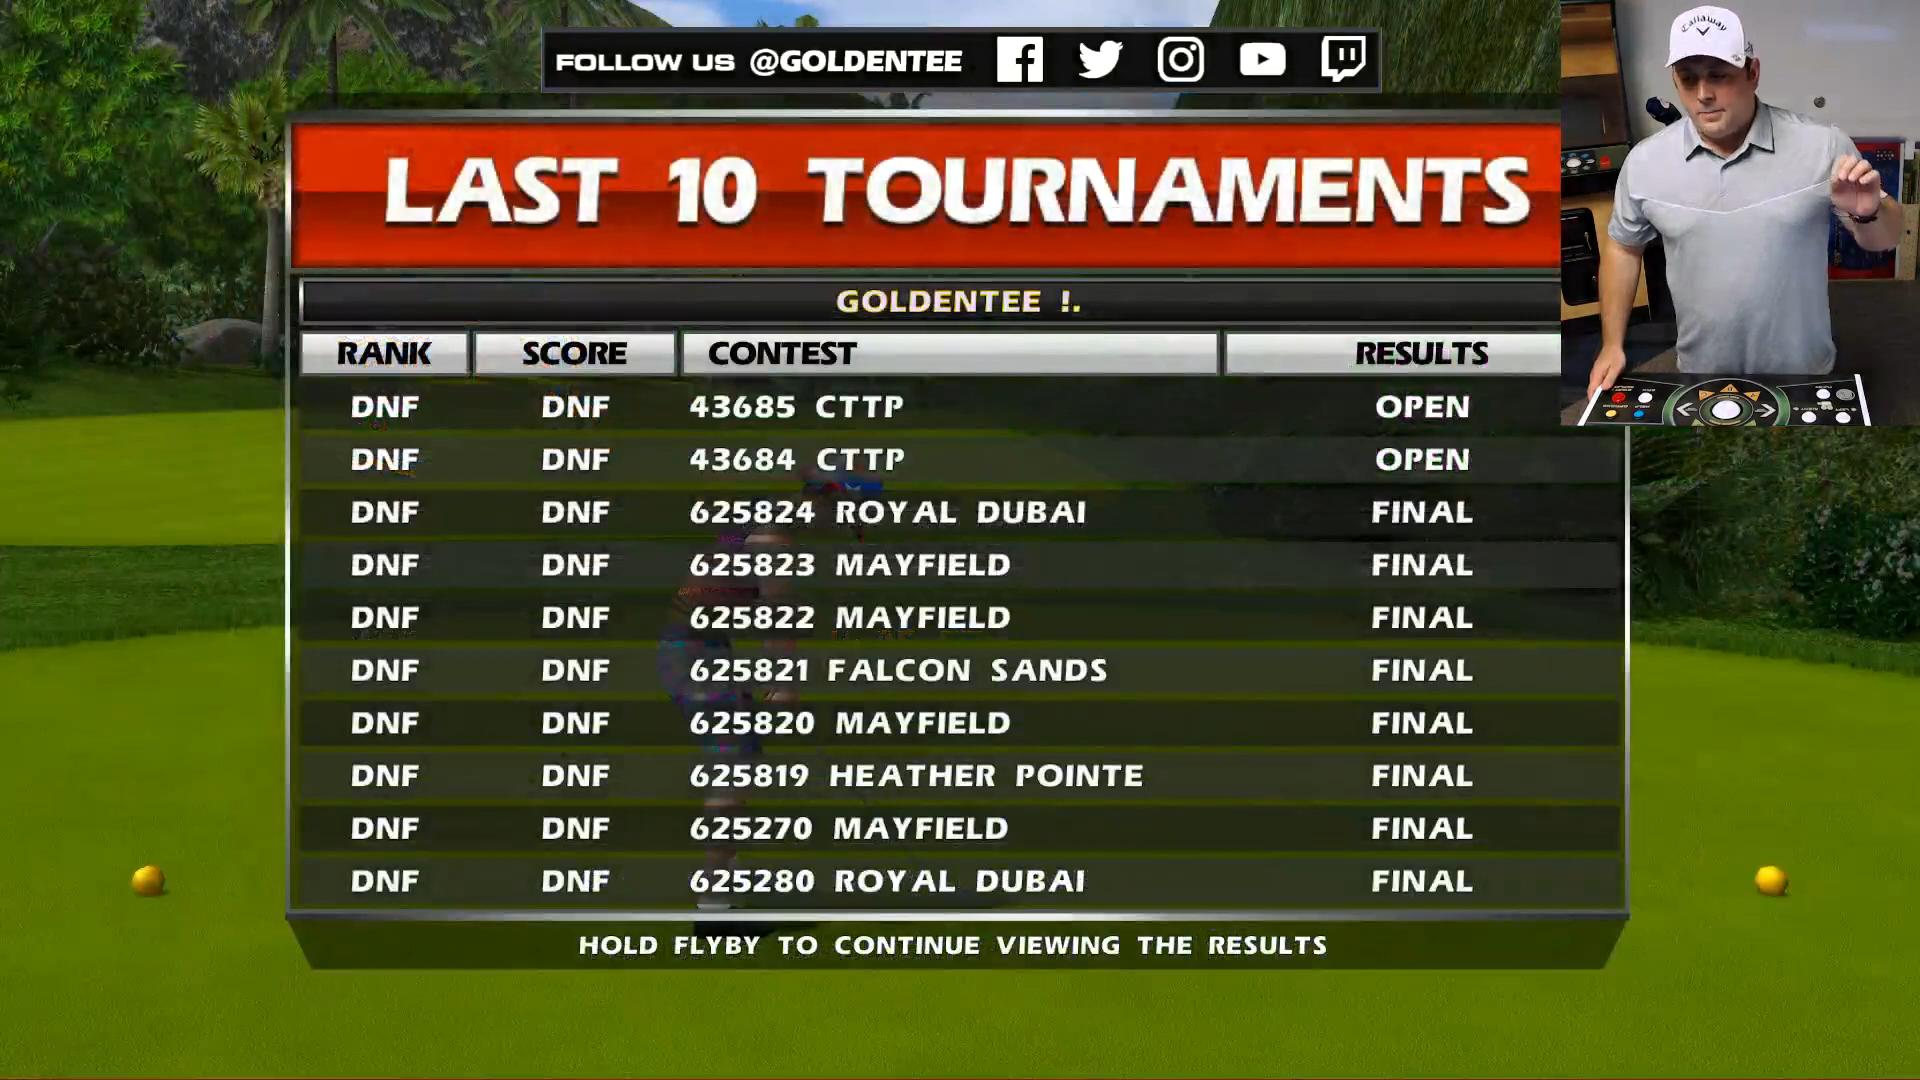 FOLLOW US @GOLDENTEE
Callaway
LAST 10 TOURNAMENTS
GOLDENTEE !.
RANK SCORE CONTEST RESULTS
DNF DNF 43685 CTTP OPEN
DNF DNF 43684 CTTP OPEN
DNF DNF 625824 ROYAL DUBAI FINAL
DNF DNF 625823 MAYFIELD FINAL
DNF DNF 625822 MAYFIELD FINAL
DNF DNF 625821 FALCON SANDS FINAL
DNF DNF 625820 MAYFIELD FINAL
DNF DNF 625819 HEATHER POINTE FINAL
DNF DNF 625270 MAYFIELD FINAL
DNF DNF 625280 ROYAL DUBAI FINAL
HOLD FLYBY TO CONTINUE VIEWING THE RESULTS